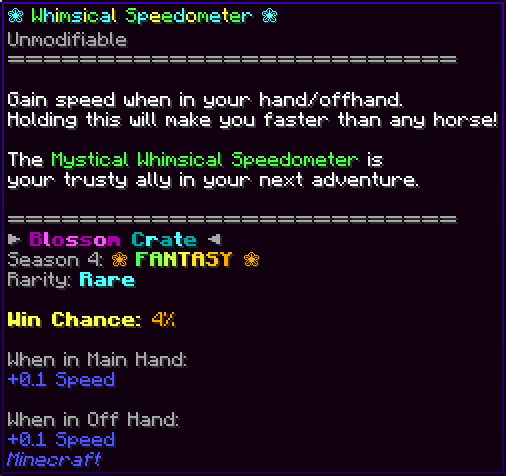 ❀ Whimsical Speedometer ❀
Unmodifiable
===========================
Gain speed when in your hand/offhand.
Holding this will make you faster than any horse!
The Mystical Whimsical Speedometer is
your trusty ally in your next adventure.
===========================
► Blossom Crate ◄
Season 4: ❀ FANTASY ❀
Rarity: Rare
Win Chance: 4%
When in Main Hand:
+0.1 Speed
When in Off Hand:
+0.1 Speed
Minecraft